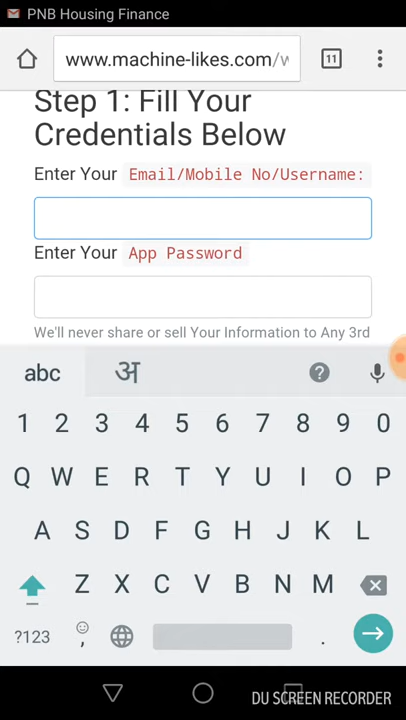 PNB Housing Finance
www.machine-likes.com/w
11
Step 1: Fill Your
Credentials Below
Enter Your Email/Mobile No/Username:
Enter Your App Password
We'll never share or sell Your Information to Any 3rd
abc अ ?
1 2 3 4 5 6 7 8 9 0
Q W E R T Y U I O P
A S D F G H J K L
Z X C V B N M
?123 , .
DU SCREEN RECORDER